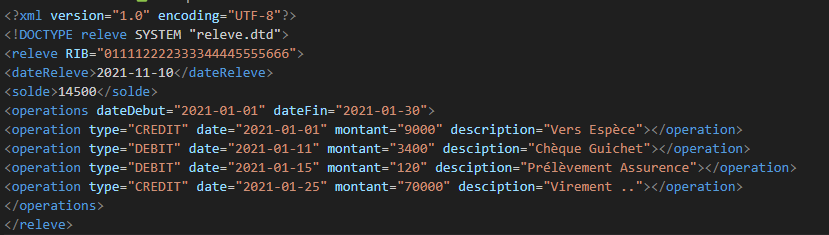 <?xml version="1.0" encoding="UTF-8"?>
<!DOCTYPE releve SYSTEM "releve.dtd">
<releve RIB="011112222333344445555666">
<dateReleve>2021-11-10</dateReleve>
<solde>14500</solde>
<operations dateDebut="2021-01-01" dateFin="2021-01-30">
<operation type="CREDIT" date="2021-01-01" montant="9000" description="Vers Espèce"></operation>
<operation type="DEBIT" date="2021-01-11" montant="3400" desciption="Chèque Guichet"></operation>
<operation type="DEBIT" date="2021-01-15" montant="120" desciption="Prélèvement Assurence"></operation>
<operation type="CREDIT" date="2021-01-25" montant="70000" desciption="Virement .."></operation>
</operations>
</releve>